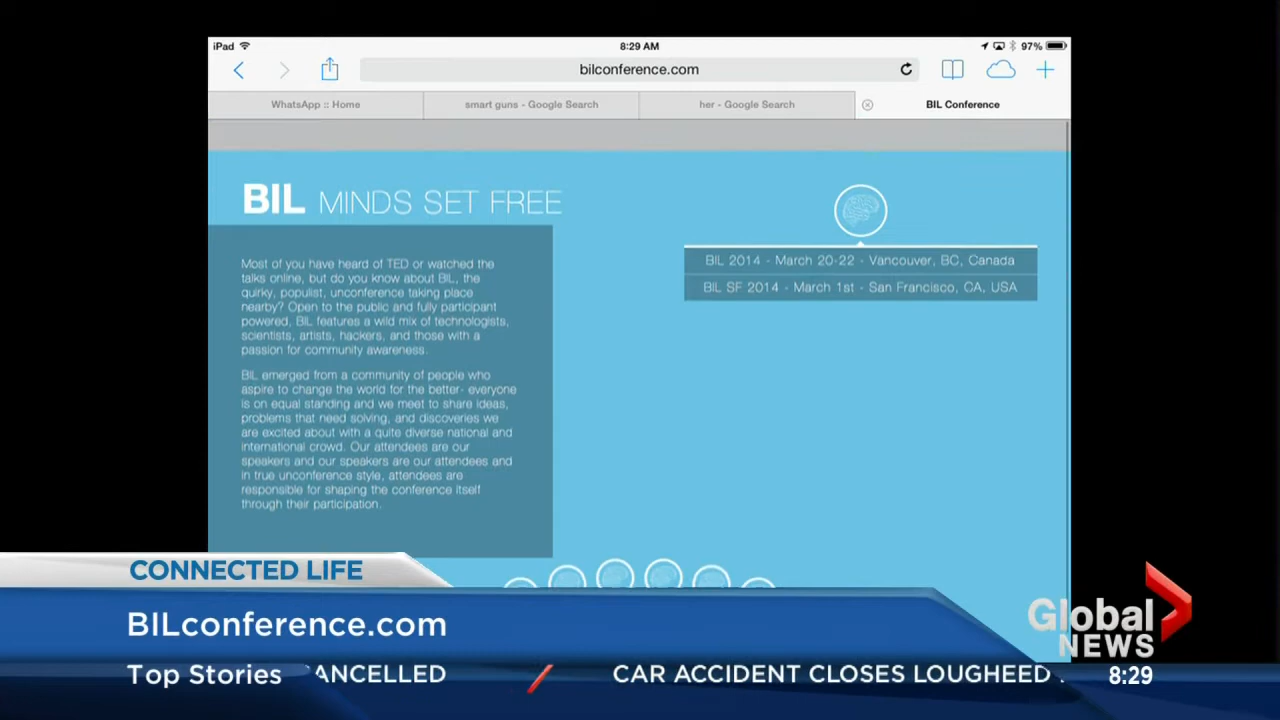 iPad
8:29 AM
97%
bilconference.com
WhatsApp :: Home
smart guns - Google Search
her - Google Search
BIL Conference
BIL MINDS SET FREE
Most of you have heard of TED or watched the
talks online, but do you know about BIL, the
quirky, populist, unconference taking place
nearby? Open to the public and fully participant
powered, BIL features a wild mix of technologists,
scientists, artists, hackers, and those with a
passion for community awareness.
BIL emerged from a community of people who
aspire to change the world for the better- everyone
is on equal standing and we meet to share ideas,
problems that need solving, and discoveries we
are excited about with a quite diverse national and
international crowd. Our attendees are our
speakers and our speakers are our attendees and
in true unconference style, attendees are
responsible for shaping the conference itself
through their participation.
BIL 2014 - March 20-22 - Vancouver, BC, Canada
BIL SF 2014 - March 1st - San Francisco, CA, USA
CONNECTED LIFE
BILconference.com
Global
NEWS
Top Stories ANCELLED / CAR ACCIDENT CLOSES LOUGHEED
8:29